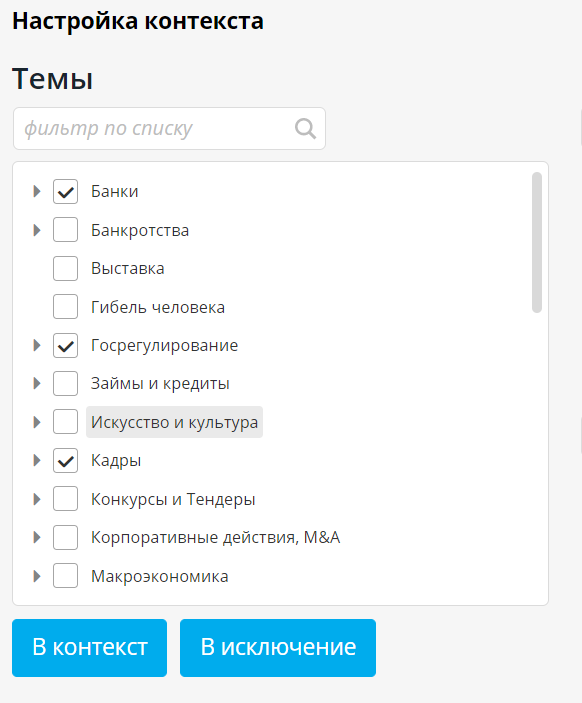 Настройка контекста
Темы
фильтр по списку
Банки
Банкротства
Выставка
Гибель человека
Госрегулирование
Займы и кредиты
Искусство и культура
Кадры
Конкурсы и Тендеры
Корпоративные действия, M&A
Макроэкономика
В контекст В исключение